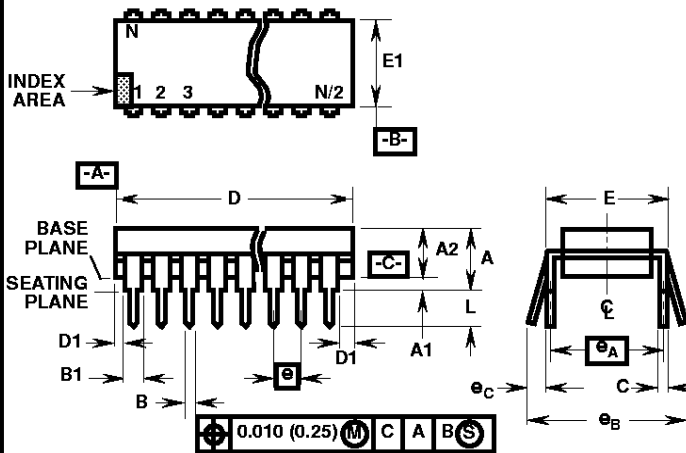 N
E1
INDEX
AREA
1 2 3 N/2
-B-
-A-
D
E
BASE
PLANE
A2
A
-C-
SEATING
PLANE
L
C
L
D1
A1
D1
B1
e
eA
B
eC
C
eB
0.010 (0.25) M C A B S